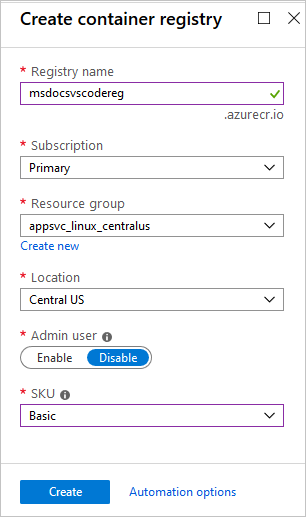 Create container registry
* Registry name
msdocsvscodereg
.azurecr.io
* Subscription
Primary
* Resource group
appsvc_linux_centralus
Create new
* Location
Central US
* Admin user
Enable Disable
* SKU
Basic
Create Automation options